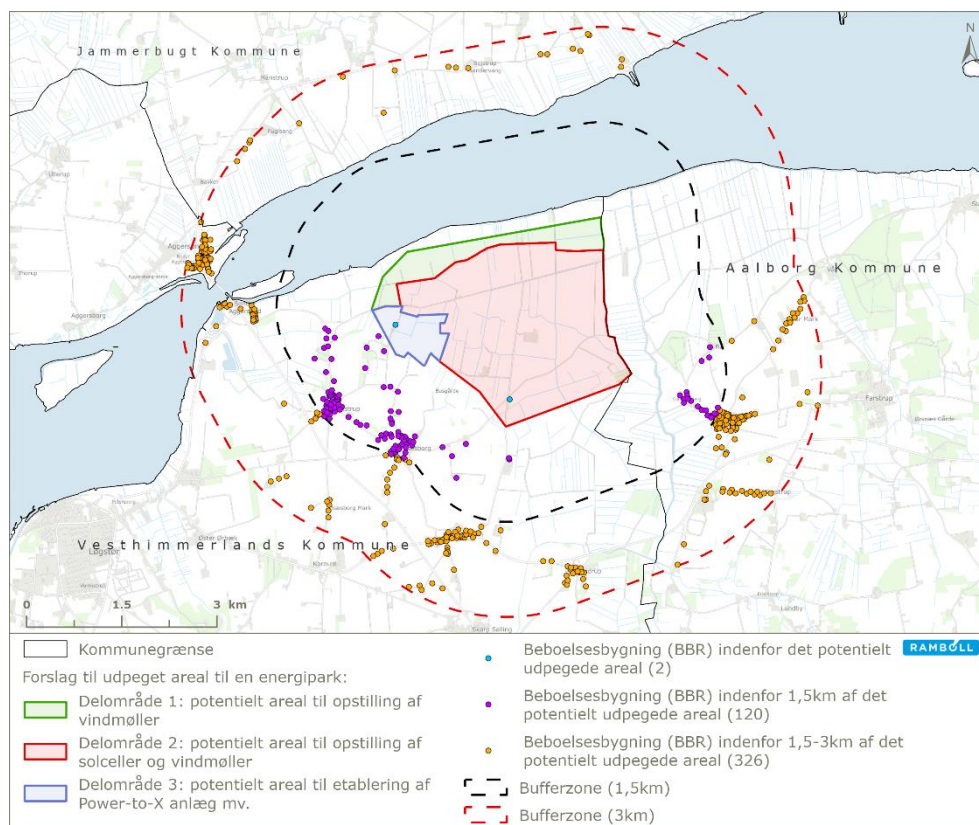 Jammerbugt Kommune
N
Aggersund
Aalborg Kommune
Farstrup
Vesthimmerlands Kommune
Løgstør
0 1.5 3 km
Kommunegrænse
Forslag til udpeget areal til en energipark:
Delområde 1: potentielt areal til opstilling af
vindmøller
Delområde 2: potentielt areal til opstilling af
solceller og vindmøller
Delområde 3: potentielt areal til etablering af
Power-to-X anlæg mv.
Beboelsesbygning (BBR) indenfor det potentielt
udpegede areal (2)
RAMBOLL
Beboelsesbygning (BBR) indenfor 1,5km af det
potentielt udpegede areal (120)
Beboelsesbygning (BBR) indenfor 1,5-3km af det
potentielt udpegede areal (326)
Bufferzone (1,5km)
Bufferzone (3km)